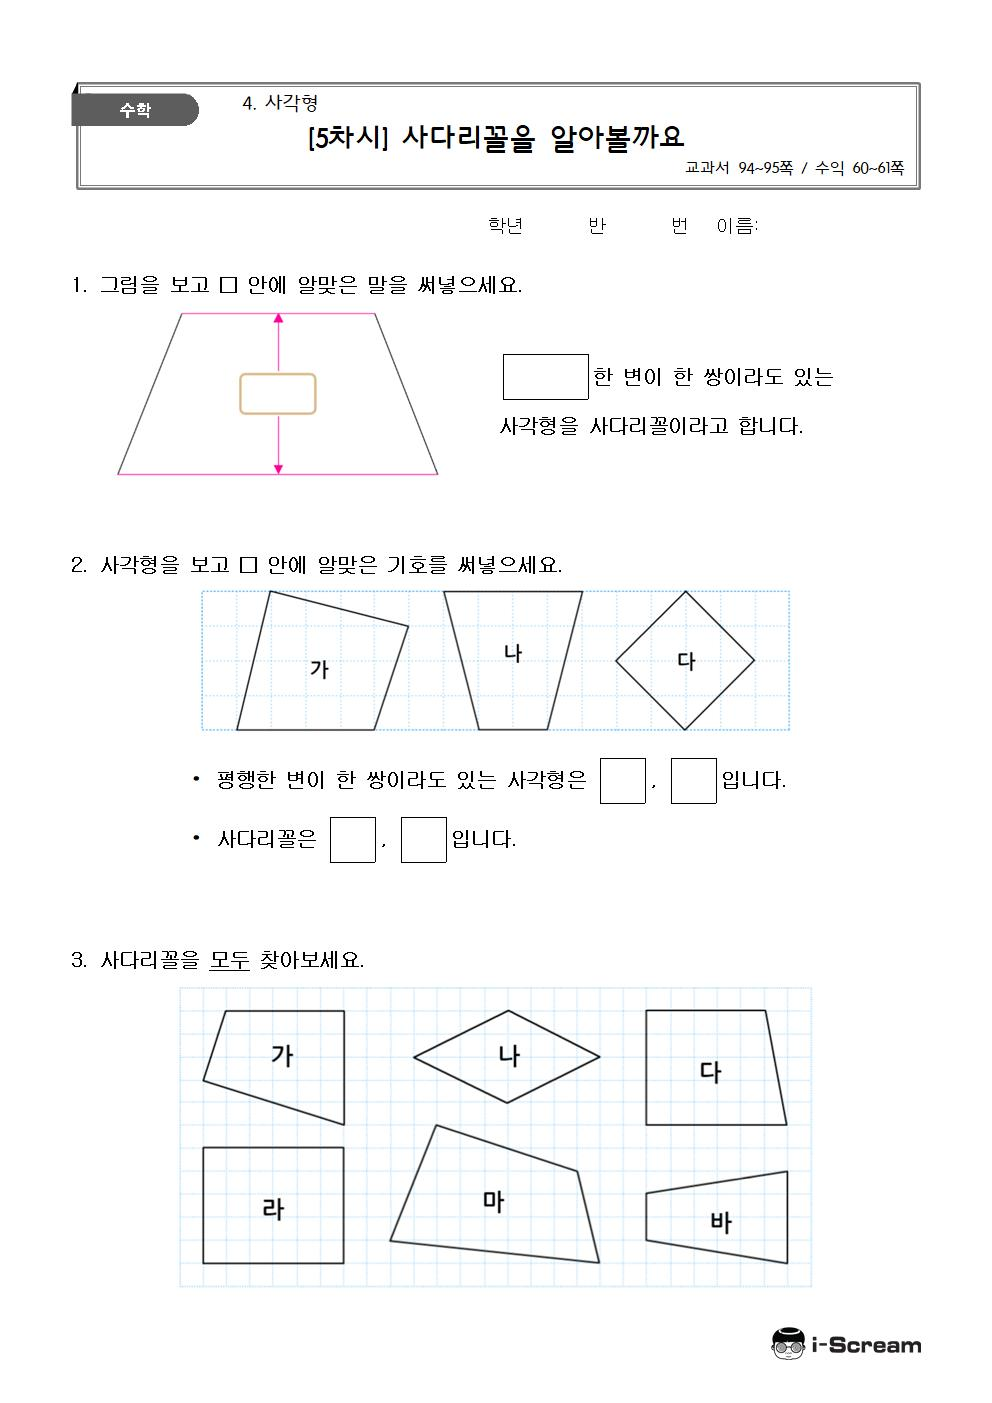 수학
4. 사각형
[5차시] 사다리꼴을 알아볼까요
교과서 94~95쪽 / 수익 60~61쪽
학년 반 번 이름:
1. 그림을 보고 □ 안에 알맞은 말을 써넣으세요.
한 변이 한 쌍이라도 있는
사각형을 사다리꼴이라고 합니다.
2. 사각형을 보고 □ 안에 알맞은 기호를 써넣으세요.
가 나 다
• 평행한 변이 한 쌍이라도 있는 사각형은 □, □입니다.
• 사다리꼴은 □, □입니다.
3. 사다리꼴을 모두 찾아보세요.
가 나 다
라 마 바
i-Scream